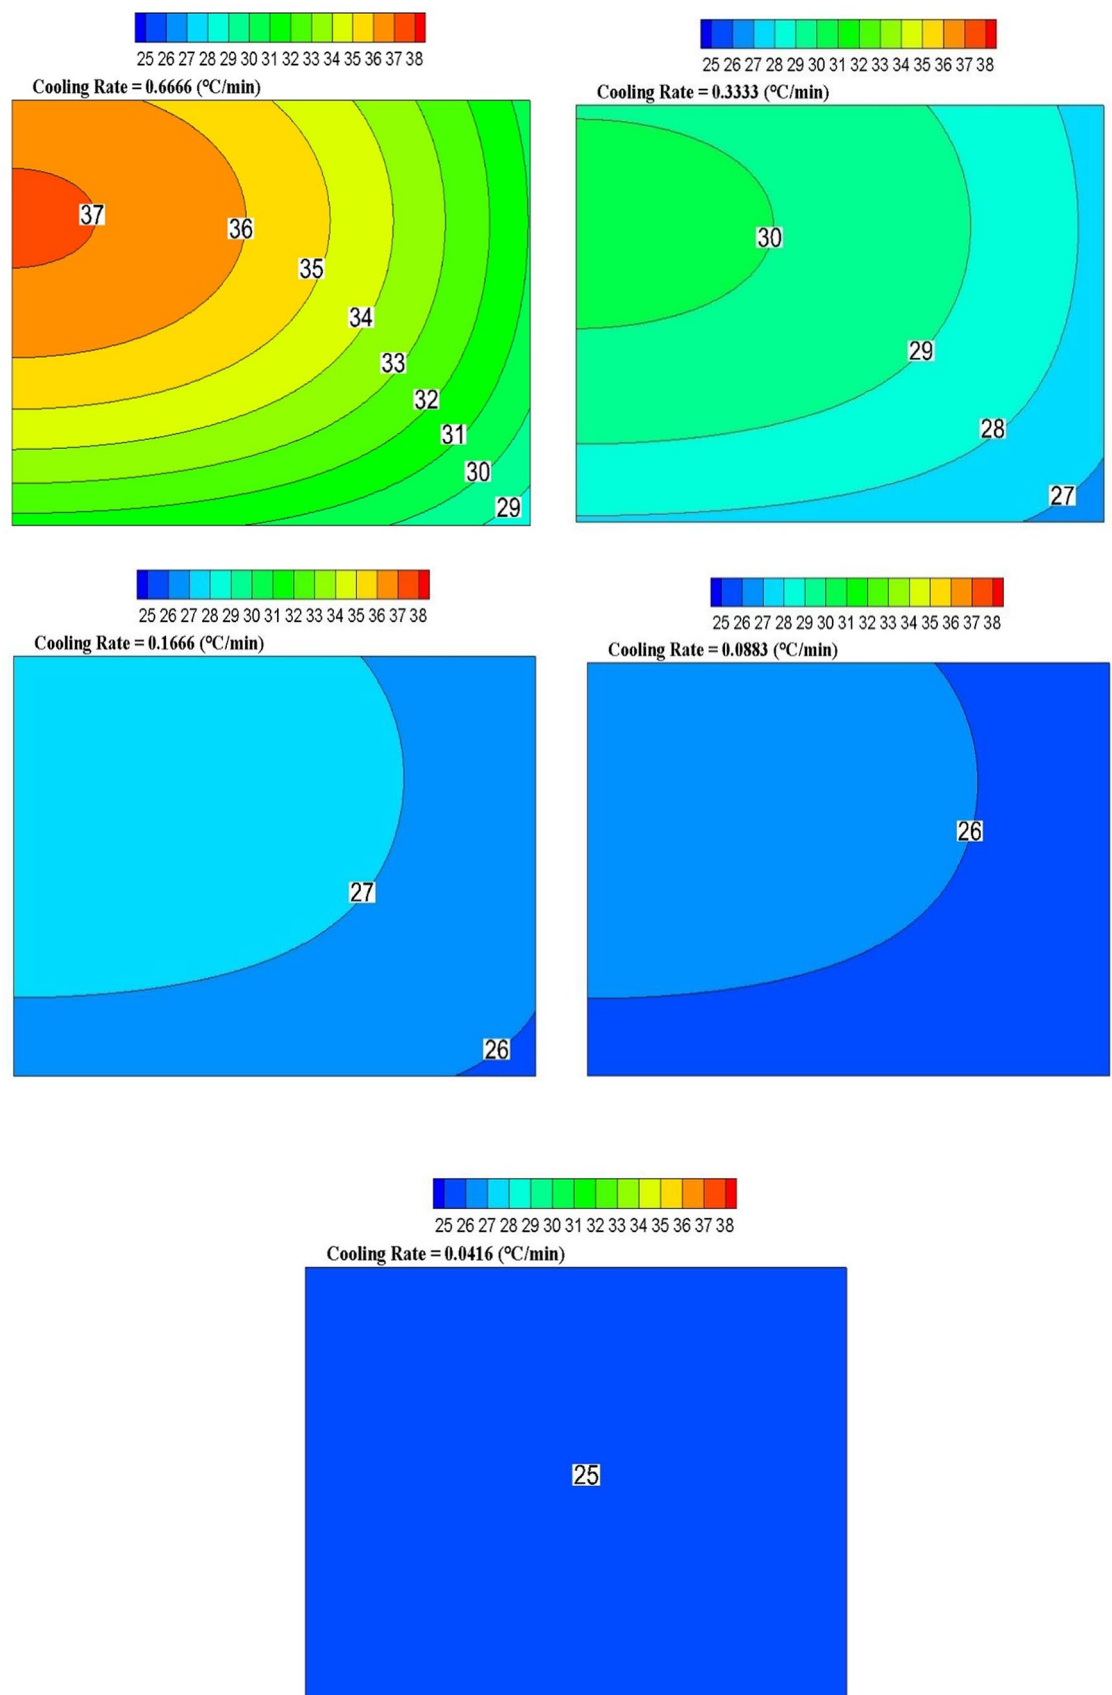 25 26 27 28 29 30 31 32 33 34 35 36 37 38
Cooling Rate = 0.6666 (°C/min)
37
36
35
34
33
32
31
30
29
25 26 27 28 29 30 31 32 33 34 35 36 37 38
Cooling Rate = 0.3333 (°C/min)
30
29
28
27
25 26 27 28 29 30 31 32 33 34 35 36 37 38
Cooling Rate = 0.1666 (°C/min)
27
26
25 26 27 28 29 30 31 32 33 34 35 36 37 38
Cooling Rate = 0.0883 (°C/min)
26
25 26 27 28 29 30 31 32 33 34 35 36 37 38
Cooling Rate = 0.0416 (°C/min)
25